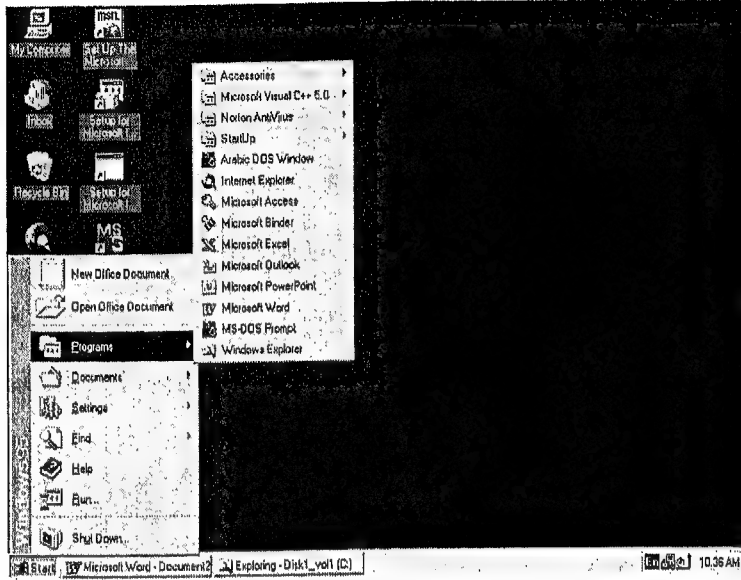 msn.
My Computer
Set Up The
Microsoft
Inbox
Setup for
Microsoft I...
Recycle Bin
Setup for
Microsoft I...
MS
Accessories
Microsoft Visual C++ 5.0
Norton AntiVirus
StartUp
Arabic DOS Window
Internet Explorer
Microsoft Access
Microsoft Binder
Microsoft Excel
Microsoft Outlook
Microsoft PowerPoint
Microsoft Word
MS-DOS Prompt
Windows Explorer
New Office Document
Open Office Document
Programs
Documents
Settings
Find
Help
Run...
Shut Down...
Start
Microsoft Word - Document2
Exploring - Disk1_vol1 (C:)
En
10:36 AM